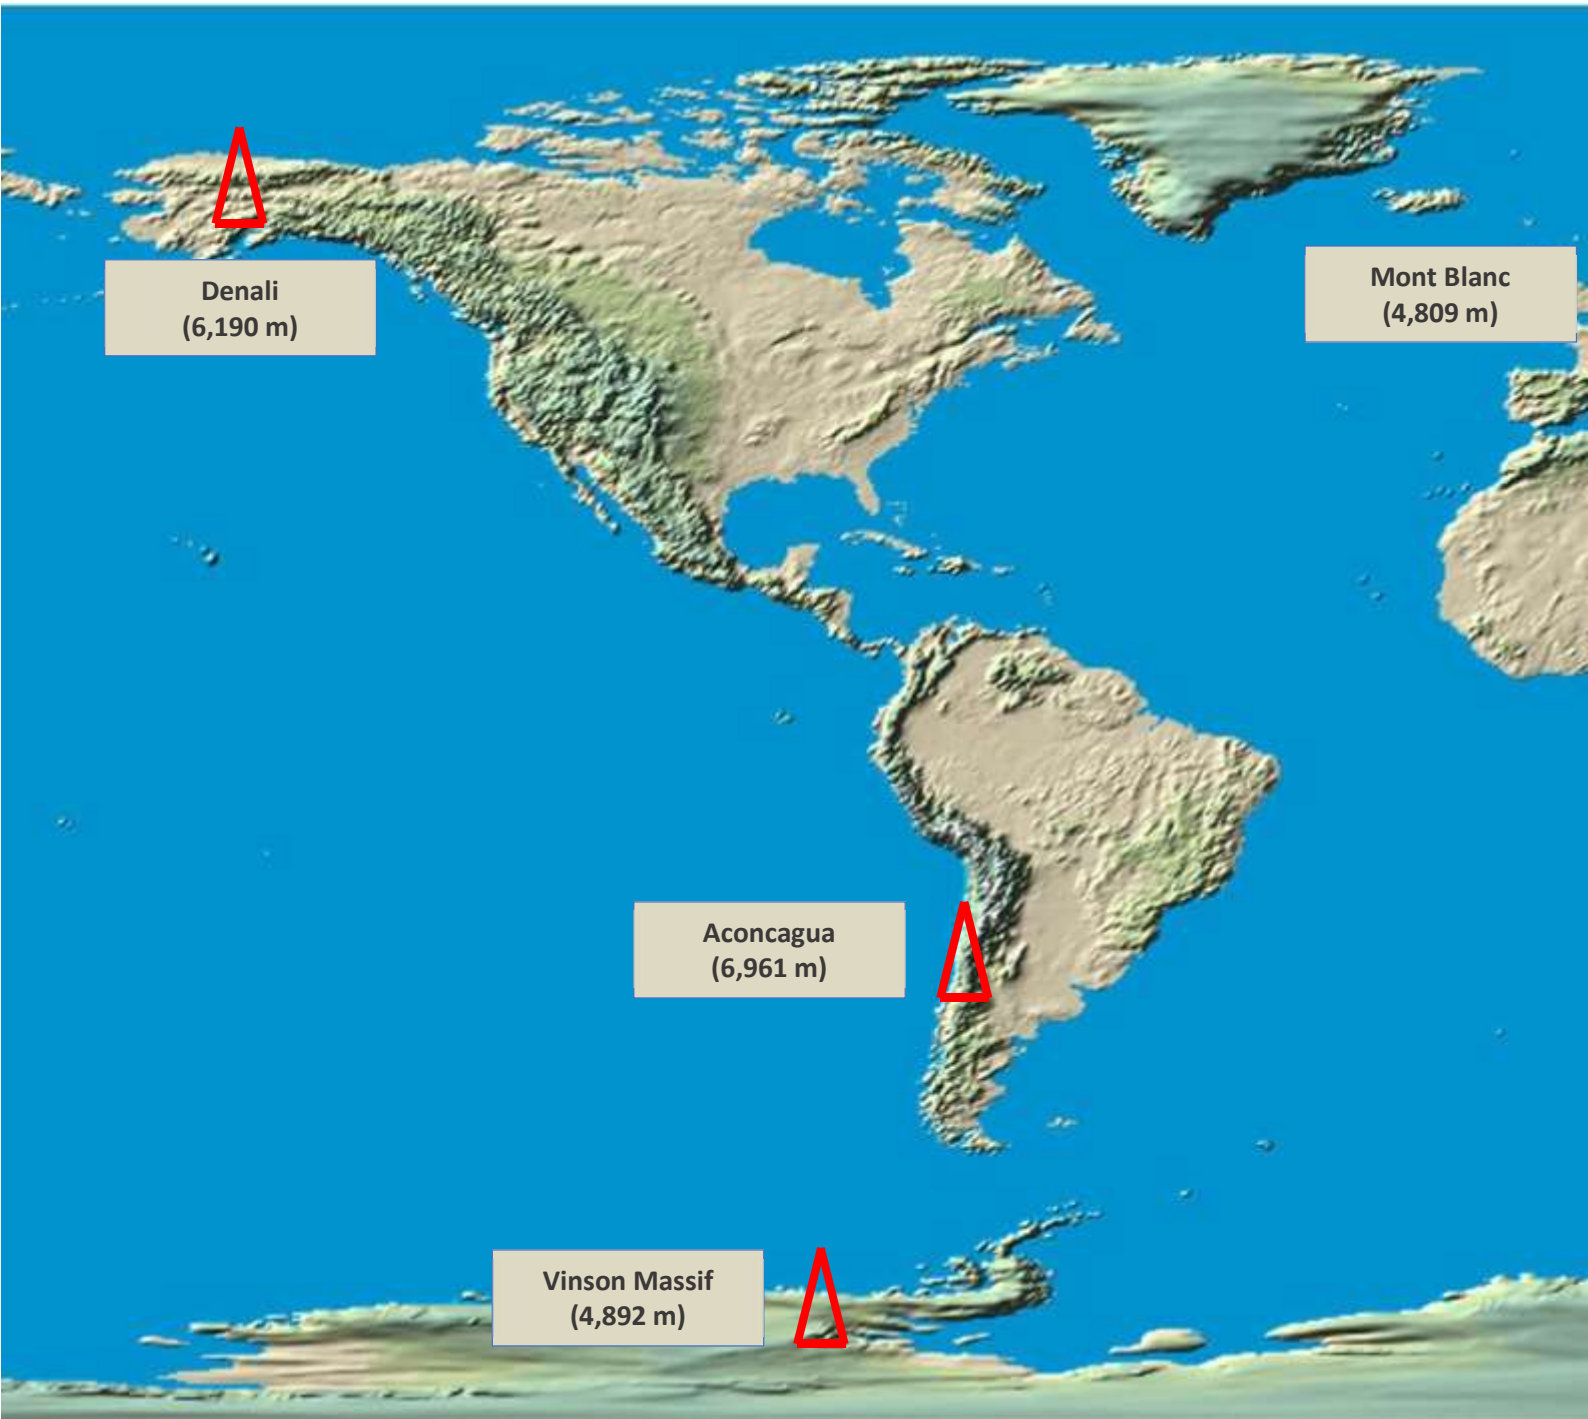 Denali
(6,190 m)
Mont Blanc
(4,809 m)
Aconcagua
(6,961 m)
Vinson Massif
(4,892 m)